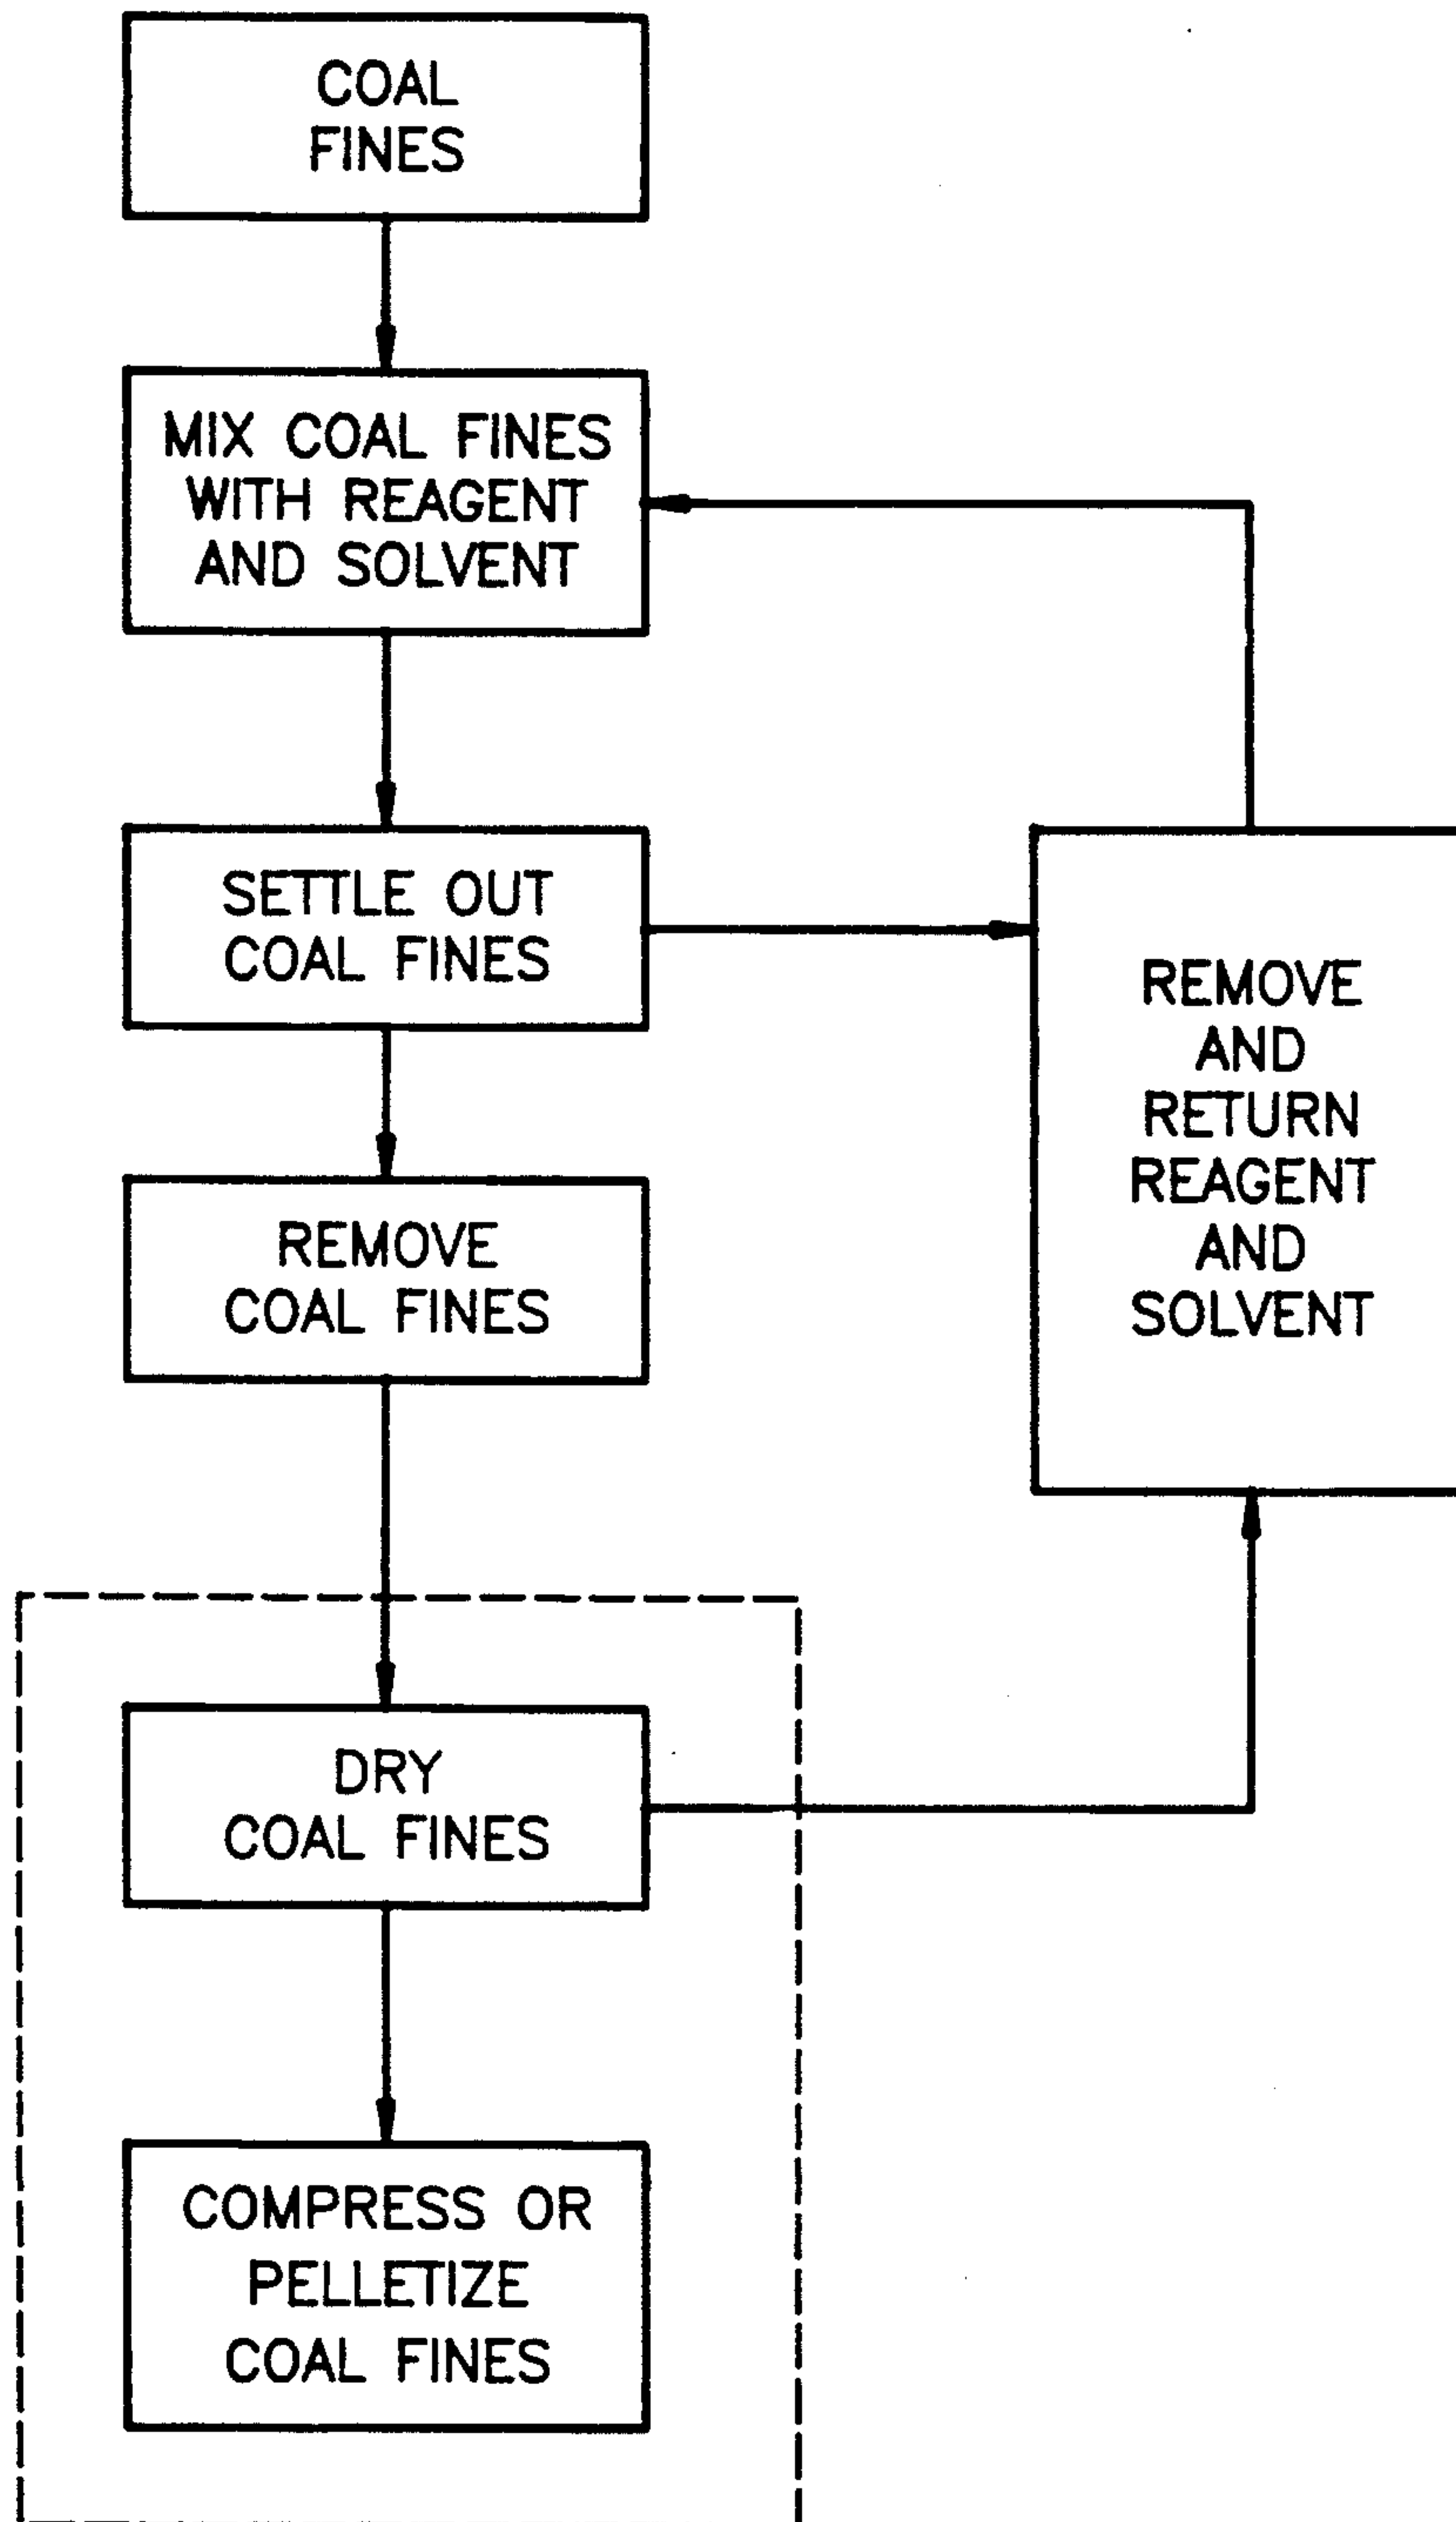 COAL
FINES
MIX COAL FINES
WITH REAGENT
AND SOLVENT
SETTLE OUT
COAL FINES
REMOVE
AND
RETURN
REAGENT
AND
SOLVENT
REMOVE
COAL FINES
DRY
COAL FINES
COMPRESS OR
PELLETIZE
COAL FINES